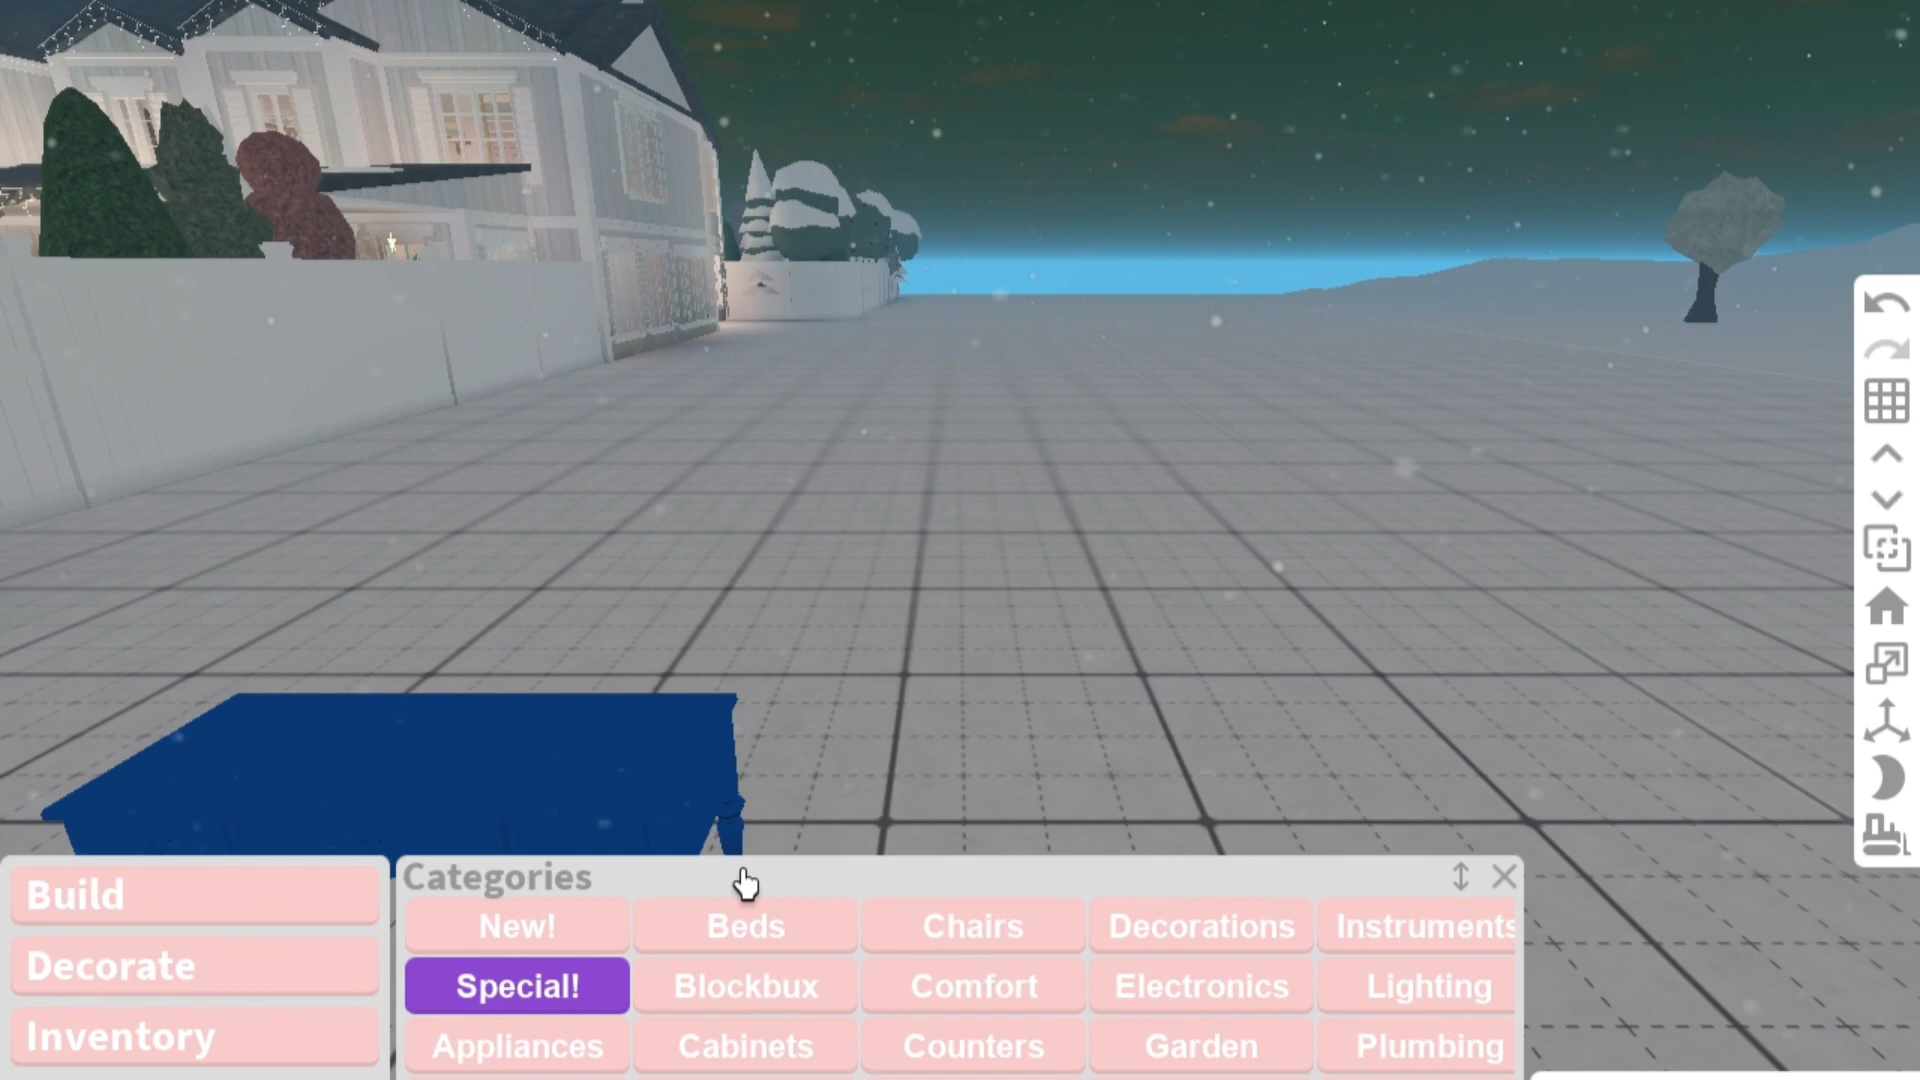 Build
Decorate
Inventory
Categories
New! Beds Chairs Decorations Instruments
Special! Blockbux Comfort Electronics Lighting
Appliances Cabinets Counters Garden Plumbing